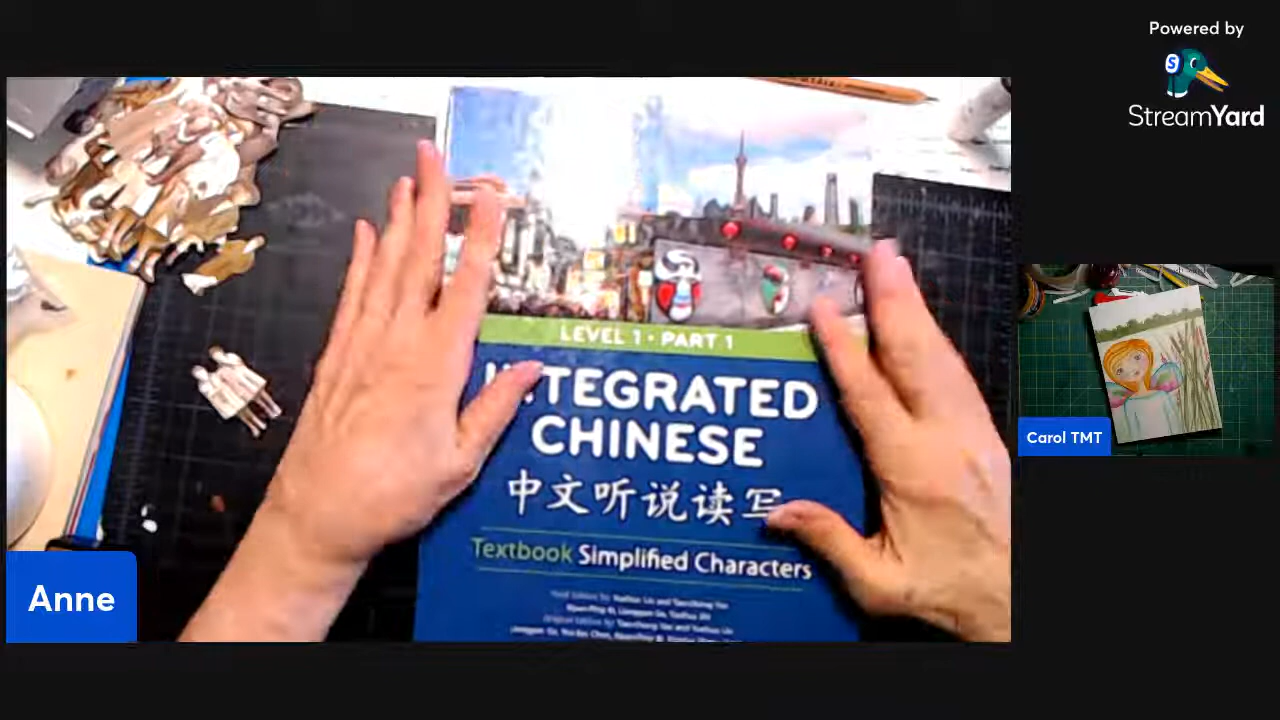 Powered by
StreamYard
LEVEL 1 • PART 1
INTEGRATED
CHINESE
中文听说读写
Textbook Simplified Characters
Anne
Carol TMT